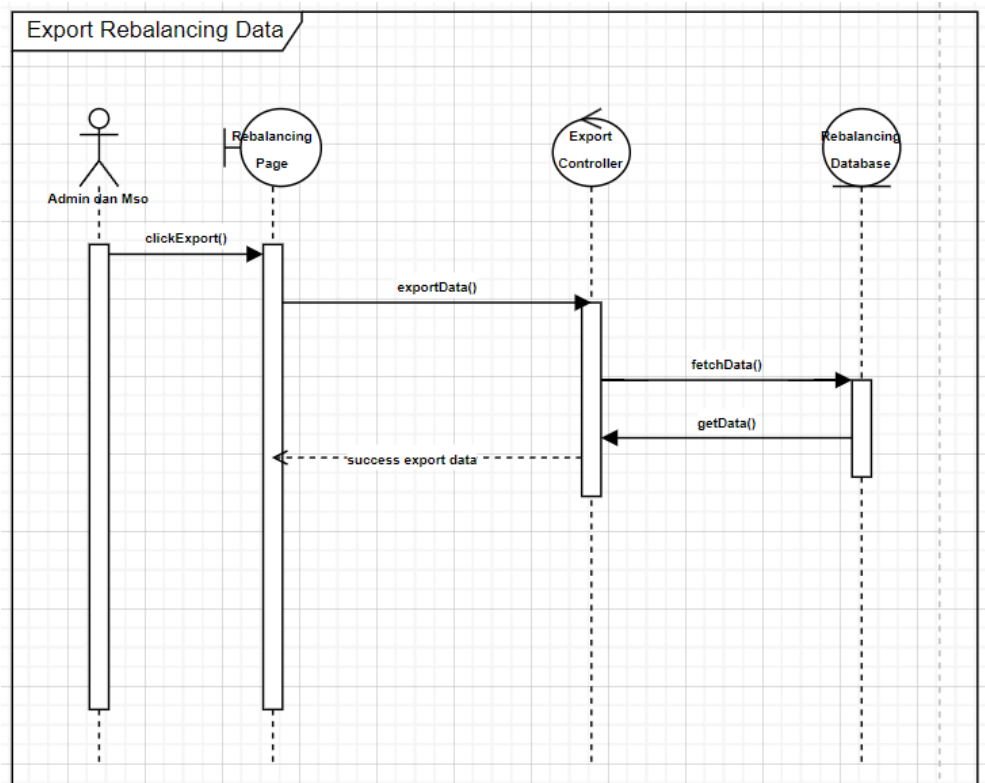 Export Rebalancing Data
Rebalancing
Page
Export
Controller
Rebalancing
Database
Admin dan Mso
clickExport()
exportData()
fetchData()
getData()
success export data